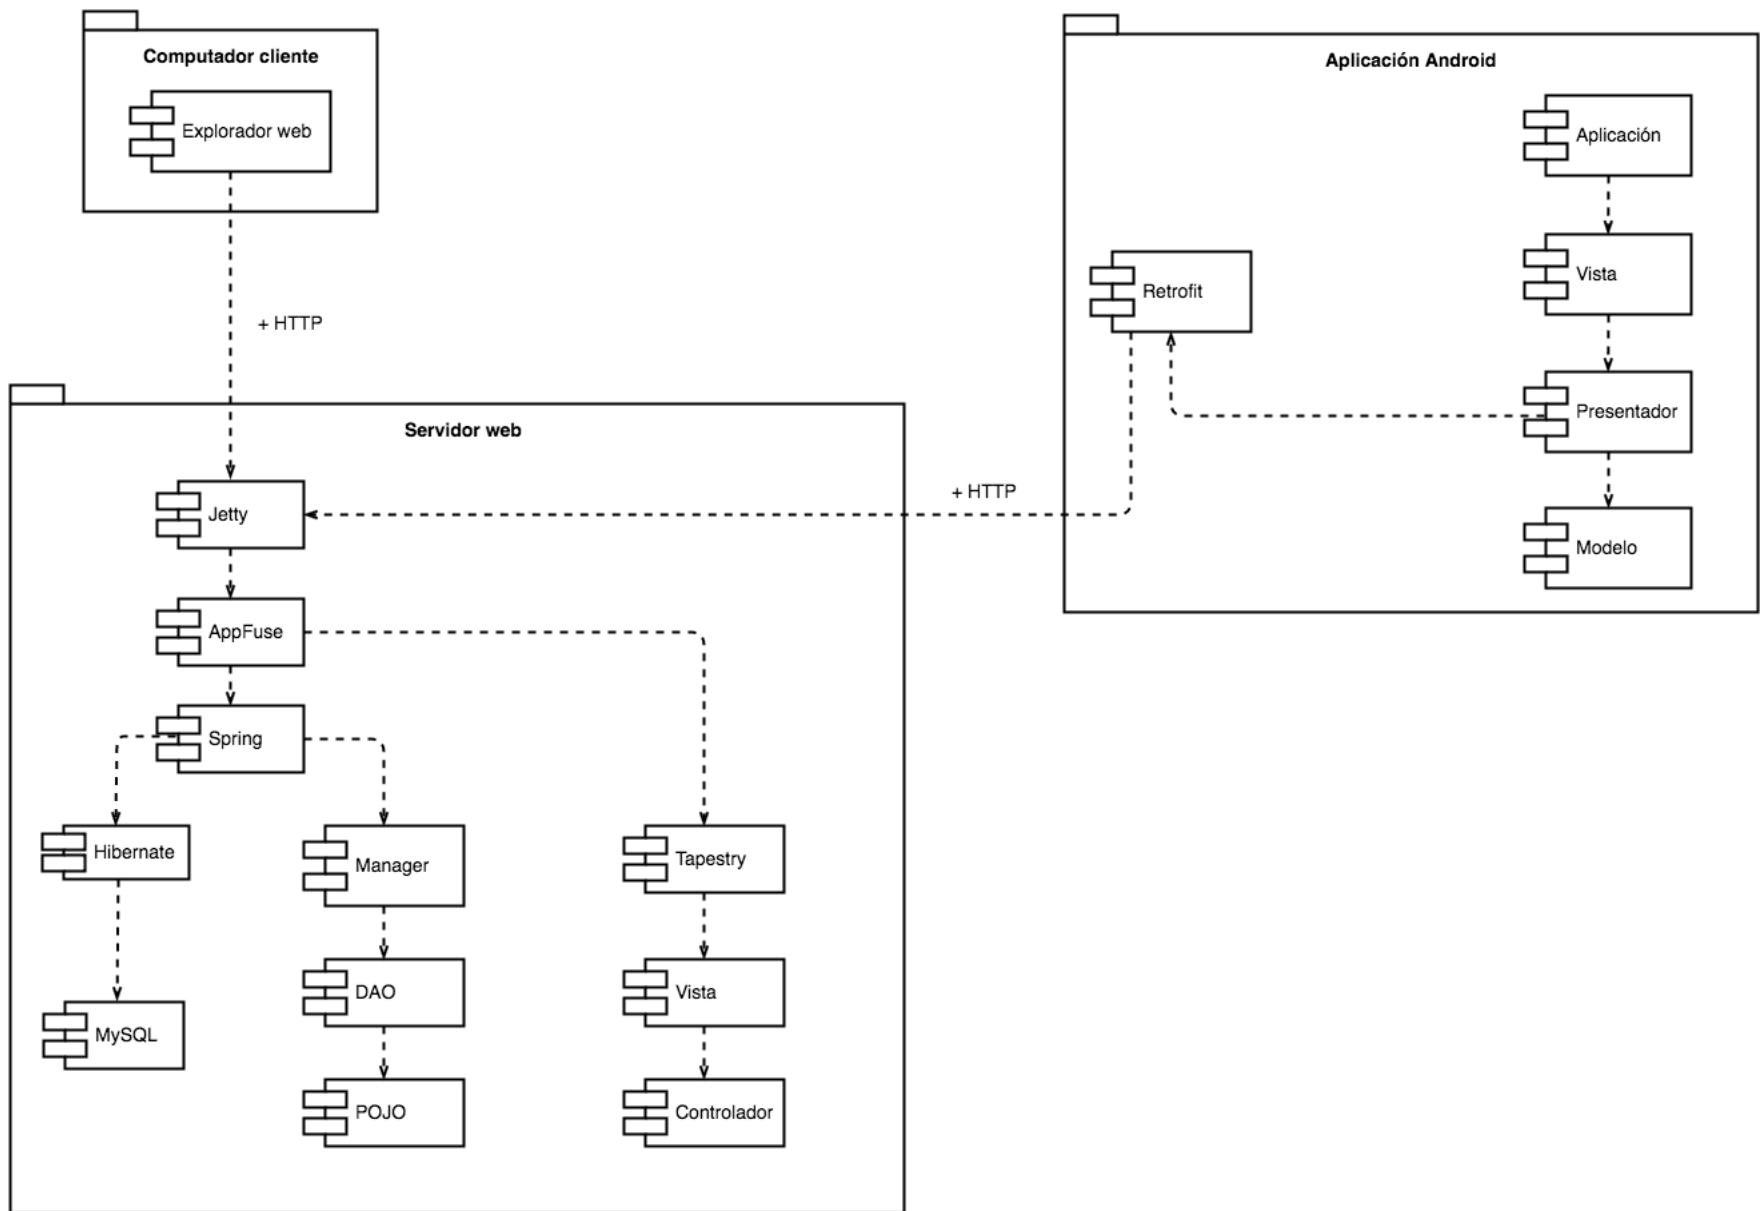 Computador cliente
Explorador web
+ HTTP
Aplicación Android
Aplicación
Vista
Retrofit
Presentador
Modelo
+ HTTP
Servidor web
Jetty
AppFuse
Spring
Hibernate
Manager
Tapestry
MySQL
DAO
Vista
POJO
Controlador